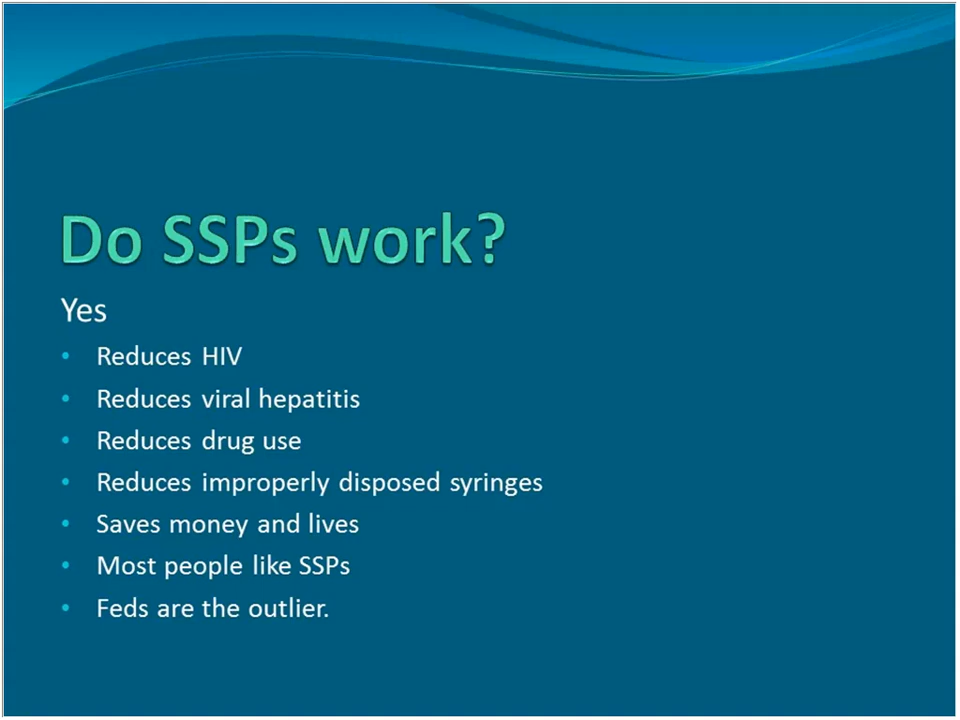 Do SSPs work?
Yes
• Reduces HIV
• Reduces viral hepatitis
• Reduces drug use
• Reduces improperly disposed syringes
• Saves money and lives
• Most people like SSPs
• Feds are the outlier.